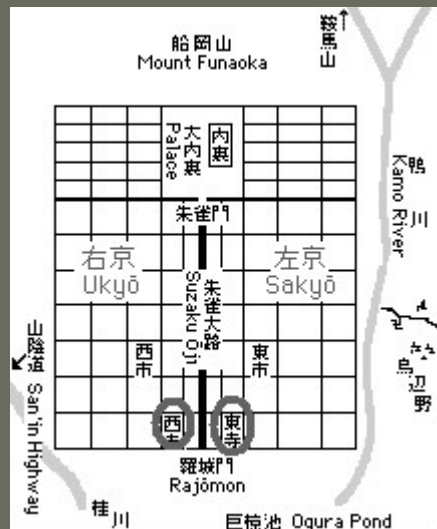 船岡山
Mount Funaoka
鞍馬山
大内裏
Palace
内裏
鴨川
Kamo River
朱雀門
右京
Ukyō
左京
Sakyō
朱雀大路
Suzaku Ōji
西市
東市
鳥辺野
山陰道 San'in Highway
西寺
東寺
羅城門
Rajōmon
桂川
巨椋池 Ogura Pond